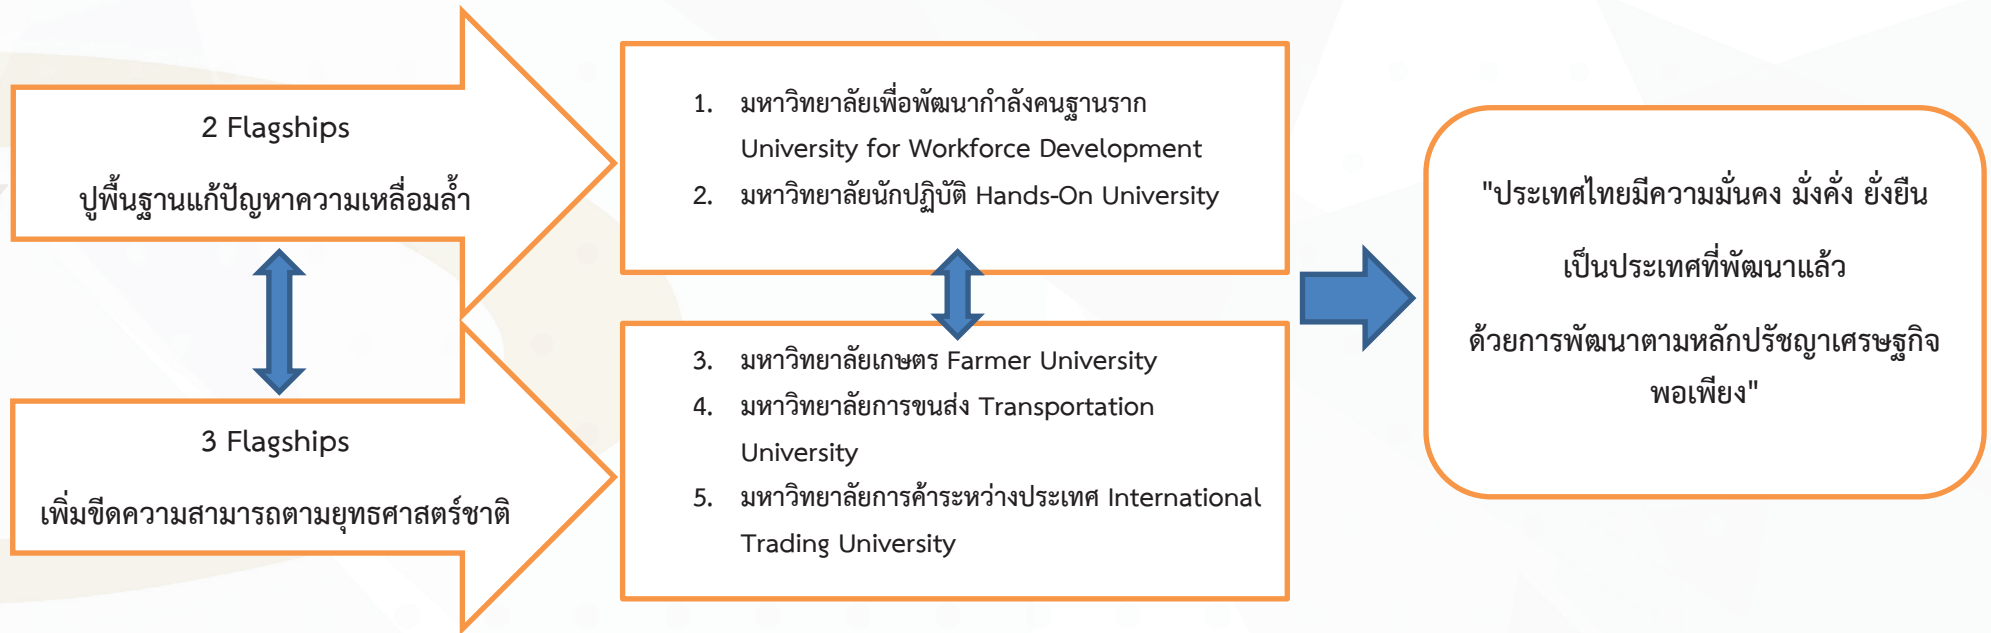 2 Flagships
ปูพื้นฐานแก้ปัญหาความเหลื่อมล้ำ
1. มหาวิทยาลัยเพื่อพัฒนากำลังคนฐานราก
University for Workforce Development
2. มหาวิทยาลัยนักปฏิบัติ Hands-On University
3 Flagships
เพิ่มขีดความสามารถตามยุทธศาสตร์ชาติ
3. มหาวิทยาลัยเกษตร Farmer University
4. มหาวิทยาลัยการขนส่ง Transportation
University
5. มหาวิทยาลัยการค้าระหว่างประเทศ International
Trading University
"ประเทศไทยมีความมั่นคง มั่งคั่ง ยั่งยืน
เป็นประเทศที่พัฒนาแล้ว
ด้วยการพัฒนาตามหลักปรัชญาเศรษฐกิจ
พอเพียง"